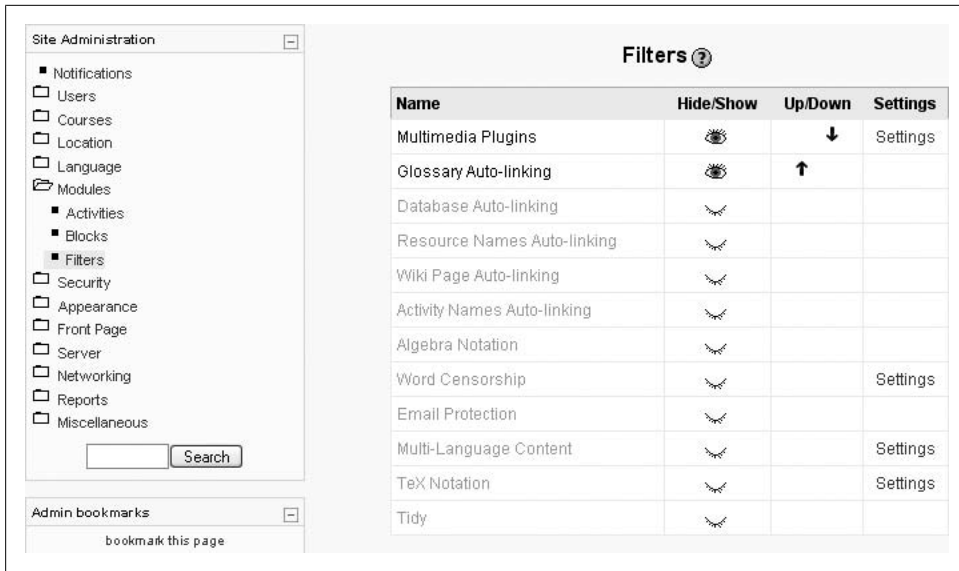 Site Administration
Notifications
Users
Courses
Location
Language
Modules
Activities
Blocks
Filters
Security
Appearance
Front Page
Server
Networking
Reports
Miscellaneous
Search
Admin bookmarks
bookmark this page
Filters ?
Name Hide/Show Up/Down Settings
Multimedia Plugins Settings
Glossary Auto-linking
Database Auto-linking
Resource Names Auto-linking
Wiki Page Auto-linking
Activity Names Auto-linking
Algebra Notation
Word Censorship Settings
Email Protection
Multi-Language Content Settings
TeX Notation Settings
Tidy